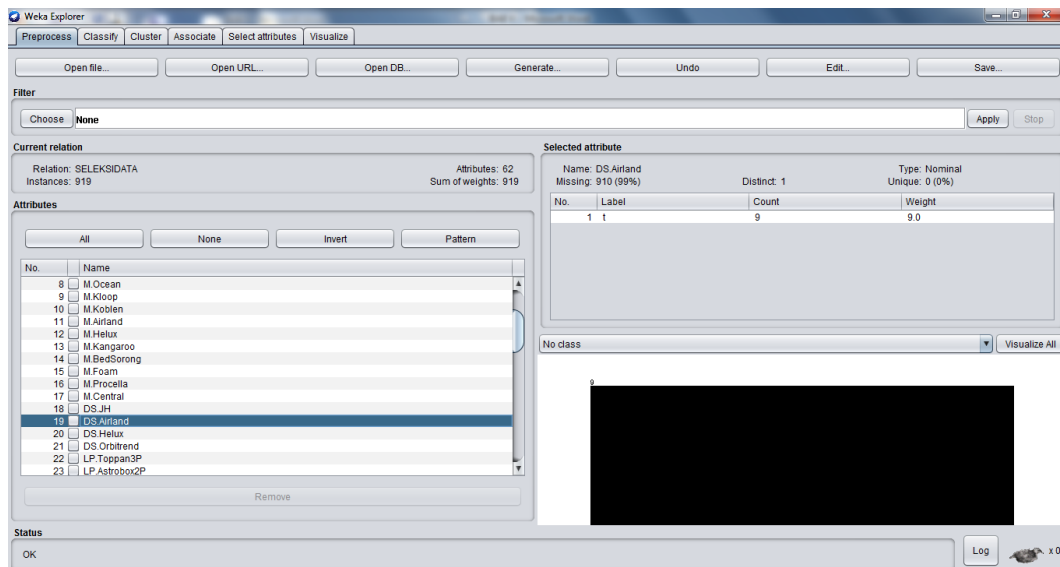 Weka Explorer
Preprocess Classify Cluster Associate Select attributes Visualize
Open file... Open URL... Open DB... Generate... Undo Edit... Save...
Filter
Choose None Apply Stop
Current relation
Relation: SELEKSIDATA Attributes: 62
Instances: 919 Sum of weights: 919
Attributes
All None Invert Pattern
No. Name
8 M.Ocean
9 M.Kloop
10 M.Koblen
11 M.Airland
12 M.Helux
13 M.Kangaroo
14 M.BedSorong
15 M.Foam
16 M.Procella
17 M.Central
18 DS.JH
19 DS.Airland
20 DS.Helux
21 DS.Orbitrend
22 LP.Toppan3P
23 LP.Astrobox2P
Remove
Selected attribute
Name: DS.Airland Type: Nominal
Missing: 910 (99%) Distinct: 1 Unique: 0 (0%)
No. Label Count Weight
1 t 9 9.0
No class Visualize All
9
Status
OK Log x 0